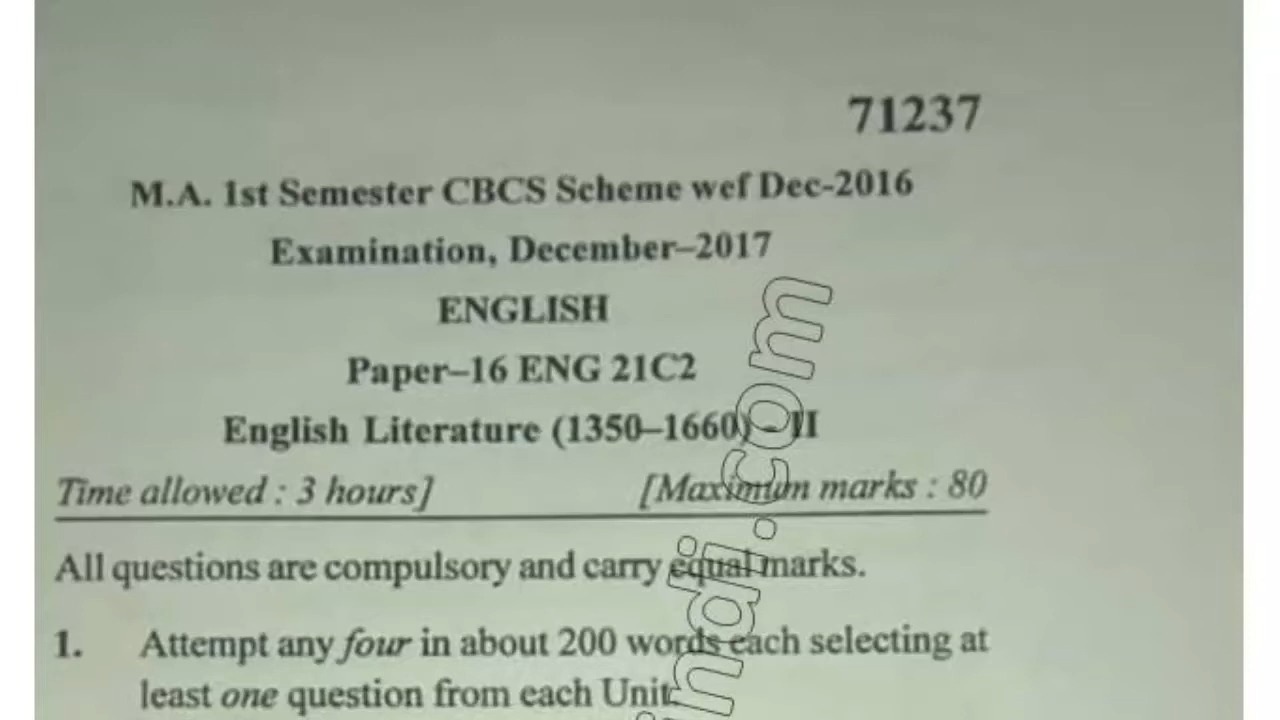 71237
M.A. 1st Semester CBCS Scheme wef Dec-2016
Examination, December–2017
ENGLISH
Paper–16 ENG 21C2
English Literature (1350–1660) - II
Time allowed : 3 hours] [Maximum marks : 80
All questions are compulsory and carry equal marks.
1. Attempt any four in about 200 words each selecting at
least one question from each Unit.
indi.com